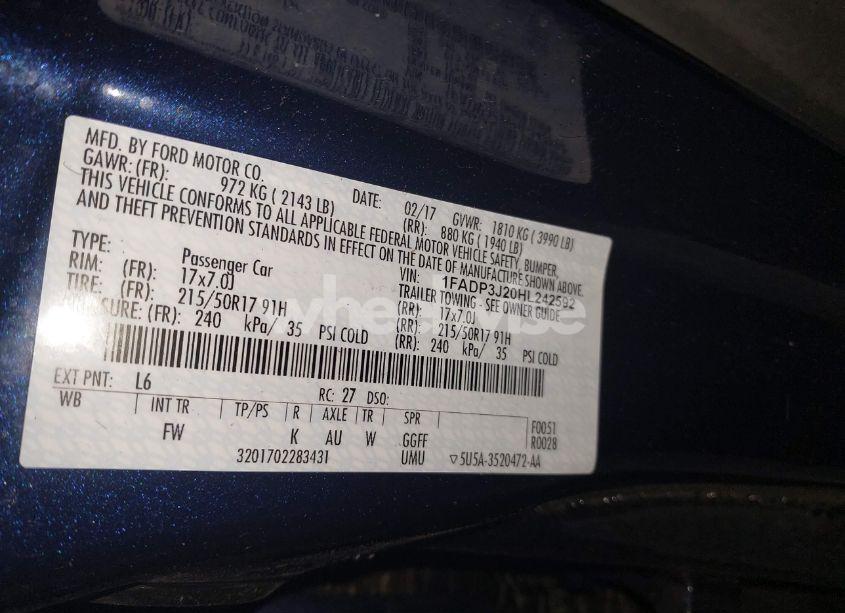 MFD. BY FORD MOTOR CO.
DATE: 02/17 GVWR: 1810 KG ( 3990 LB)
GAWR: (FR): 972 KG ( 2143 LB) (RR): 880 KG ( 1940 LB)
THIS VEHICLE CONFORMS TO ALL APPLICABLE FEDERAL MOTOR VEHICLE SAFETY, BUMPER,
AND THEFT PREVENTION STANDARDS IN EFFECT ON THE DATE OF MANUFACTURE SHOWN ABOVE.
VIN: 1FADP3J20HL242592
TYPE: Passenger Car TRAILER TOWING - SEE OWNER GUIDE
RIM: (FR): 17x7.0J (RR): 17x7.0J
TIRE: (FR): 215/50R17 91H (RR): 215/50R17 91H
SURE: (FR): 240 kPa/ 35 PSI COLD (RR): 240 kPa/ 35 PSI COLD
EXT PNT: L6 RC: 27 DSO:
WB INT TR TP/PS R AXLE TR SPR
FW K AU W GGFF
F0051
R0028
3201702283431 UMU ▽5U5A-3520472-AA